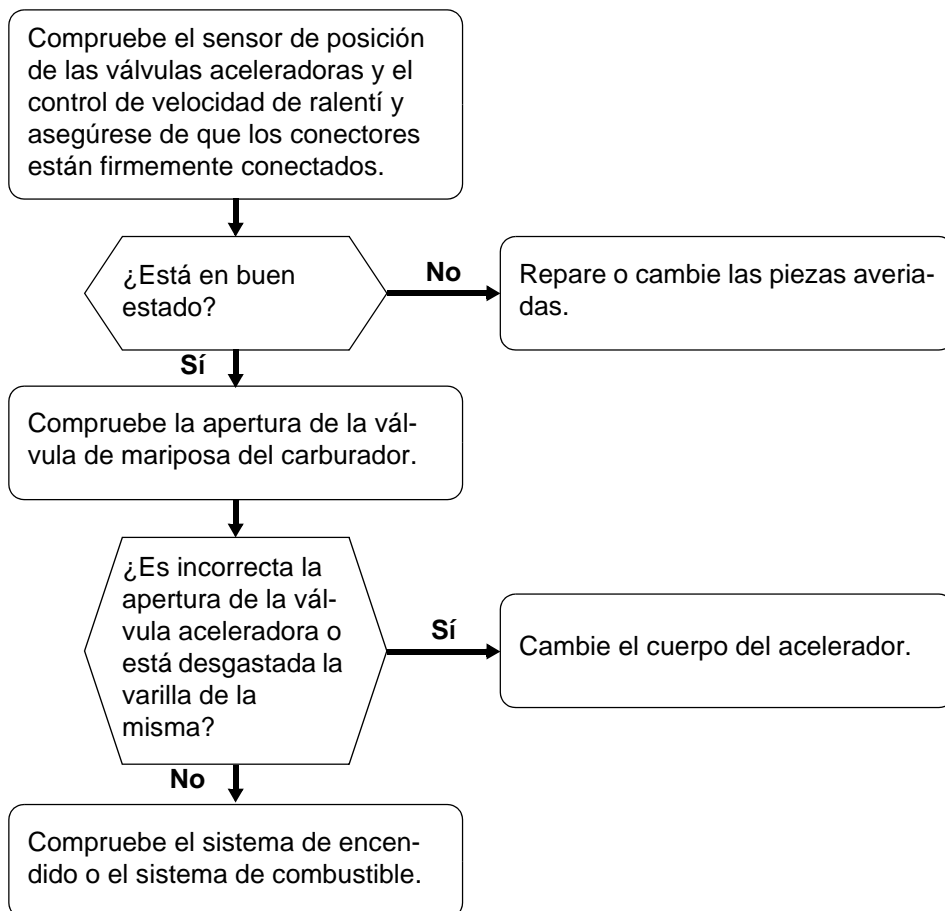 Compruebe el sensor de posición
de las válvulas aceleradoras y el
control de velocidad de ralentí y
asegúrese de que los conectores
están firmemente conectados.
¿Está en buen
estado?
No
Repare o cambie las piezas averia-
das.
Sí
Compruebe la apertura de la vál-
vula de mariposa del carburador.
¿Es incorrecta la
apertura de la vál-
vula aceleradora o
está desgastada la
varilla de la
misma?
Sí
Cambie el cuerpo del acelerador.
No
Compruebe el sistema de encen-
dido o el sistema de combustible.